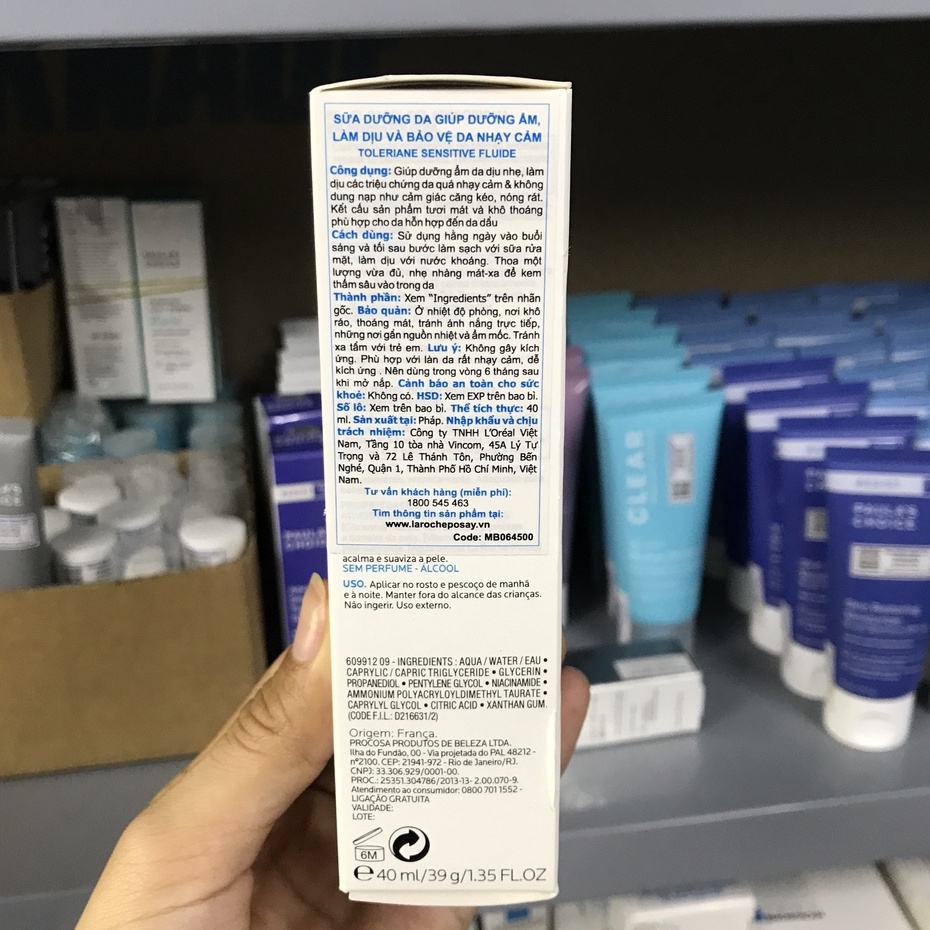 SỮA DƯỠNG DA GIÚP DƯỠNG ẨM,
LÀM DỊU VÀ BẢO VỆ DA NHẠY CẢM
TOLERIANE SENSITIVE FLUIDE
Công dụng: Giúp dưỡng ẩm da dịu nhẹ, làm
dịu các triệu chứng da quá nhạy cảm & không
dung nạp như cảm giác căng kéo, nóng rát.
Kết cấu sản phẩm tươi mát và khô thoáng
phù hợp cho da hỗn hợp đến da dầu
Cách dùng: Sử dụng hằng ngày vào buổi
sáng và tối sau bước làm sạch với sữa rửa
mặt, làm dịu với nước khoáng. Thoa một
lượng vừa đủ, nhẹ nhàng mát-xa để kem
thấm sâu vào trong da
Thành phần: Xem "Ingredients" trên nhãn
gốc. Bảo quản: Ở nhiệt độ phòng, nơi khô
ráo, thoáng mát, tránh ánh nắng trực tiếp,
những nơi gần nguồn nhiệt và ẩm mốc. Tránh
xa tầm với trẻ em. Lưu ý: Không gây kích
ứng. Phù hợp với làn da rất nhạy cảm, dễ
kích ứng . Nên dùng trong vòng 6 tháng sau
khi mở nắp. Cảnh báo an toàn cho sức
khoẻ: Không có. HSD: Xem EXP trên bao bì.
Số lô: Xem trên bao bì. Thể tích thực: 40
ml. Sản xuất tại: Pháp. Nhập khẩu và chịu
trách nhiệm: Công ty TNHH L'Oréal Việt
Nam, Tầng 10 tòa nhà Vincom, 45A Lý Tự
Trọng và 72 Lê Thánh Tôn, Phường Bến
Nghé, Quận 1, Thành Phố Hồ Chí Minh, Việt
Nam.
Tư vấn khách hàng (miễn phí):
1800 545 463
Tìm thông tin sản phẩm tại:
www.larocheposay.vn
Code: MB064500
acalma e suaviza a pele.
SEM PERFUME - ÁLCOOL
USO. Aplicar no rosto e pescoço de manhã
e à noite. Manter fora do alcance das crianças.
Não ingerir. Uso externo.
609912 09 - INGREDIENTS : AQUA / WATER / EAU •
CAPRYLIC / CAPRIC TRIGLYCERIDE • GLYCERIN •
PROPANEDIOL • PENTYLENE GLYCOL • NIACINAMIDE •
AMMONIUM POLYACRYLOYLDIMETHYL TAURATE •
CAPRYLYL GLYCOL • CITRIC ACID • XANTHAN GUM.
(CODE F.I.L.: D216631/2)
Origem: França.
PROCOSA PRODUTOS DE BELEZA LTDA.
Ilha do Fundão, 00 - Via projetada do PAL 48212 -
nº2100. CEP: 21941-972 - Rio de Janeiro/RJ.
CNPJ: 33.306.929/0001-00.
PROC.: 25351.304786/2013-13- 2.00.070-9.
Atendimento ao consumidor: 0800 701 1552 -
LIGAÇÃO GRATUITA
VALIDADE:
LOTE:
6M
e 40 ml/39 g/1.35 FL.OZ
CLEAR
PAULA'S
CHOICE